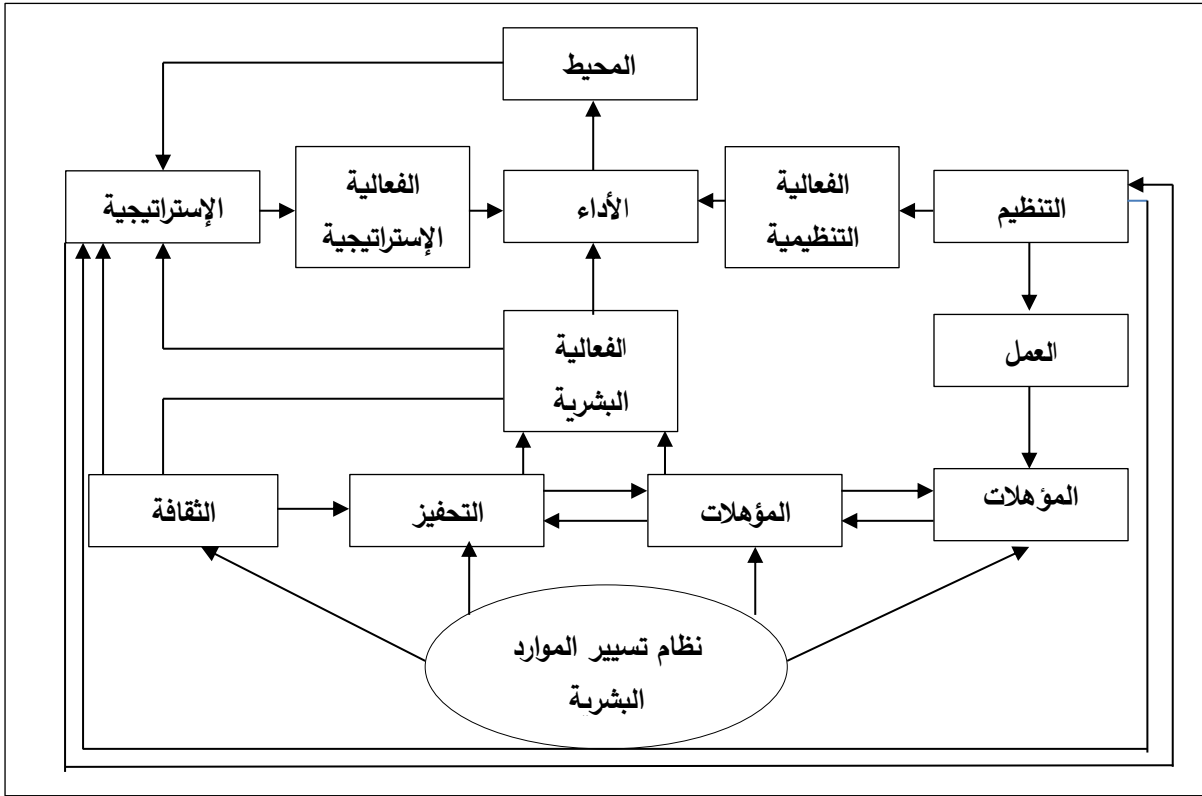 المحيط
التنظيم
الفعالية
التنظيمية
الأداء
الفعالية
الإستراتيجية
الإستراتيجية
العمل
الفعالية
البشرية
المؤهلات
المؤهلات
التحفيز
الثقافة
نظام تسيير الموارد
البشرية